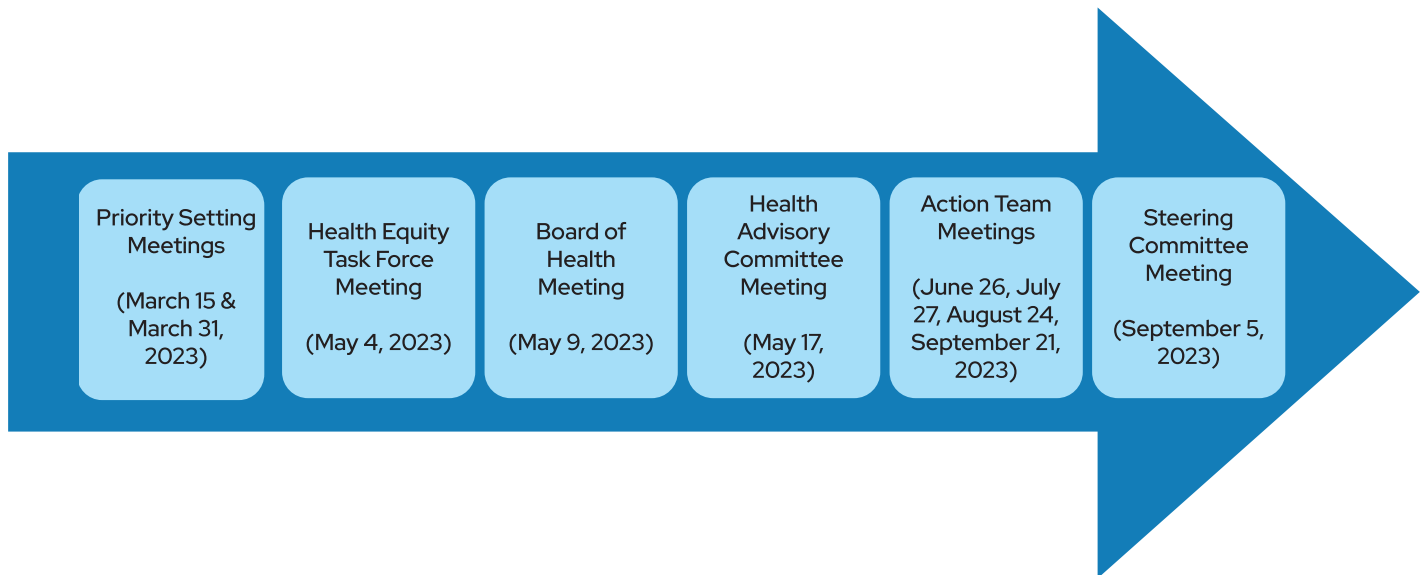 Priority Setting
Meetings
(March 15 &
March 31,
2023)
Health Equity
Task Force
Meeting
(May 4, 2023)
Board of
Health
Meeting
(May 9, 2023)
Health
Advisory
Committee
Meeting
(May 17,
2023)
Action Team
Meetings
(June 26, July
27, August 24,
September 21,
2023)
Steering
Committee
Meeting
(September 5,
2023)